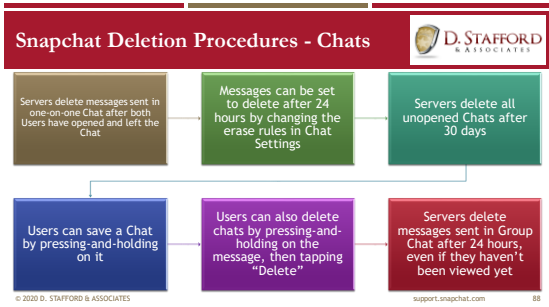 Snapchat Deletion Procedures - Chats
D. STAFFORD
& ASSOCIATES
Servers delete messages sent in
one-on-one Chat after both
Users have opened and left the
Chat
Messages can be set
to delete after 24
hours by changing the
erase rules in Chat
Settings
Servers delete all
unopened Chats after
30 days
Users can save a Chat
by pressing-and-holding
on it
Users can also delete
chats by pressing-and-
holding on the
message, then tapping
“Delete”
Servers delete
messages sent in Group
Chat after 24 hours,
even if they haven’t
been viewed yet
© 2020 D. STAFFORD & ASSOCIATES
support.snapchat.com
88